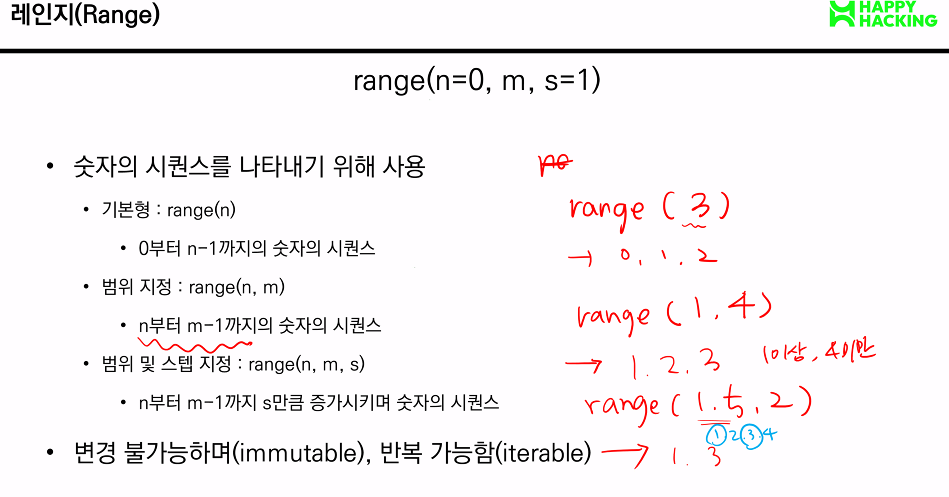 레인지(Range)
HAPPY
HACKING
range(n=0, m, s=1)
• 숫자의 시퀀스를 나타내기 위해 사용
• 기본형 : range(n)
• 0부터 n-1까지의 숫자의 시퀀스
• 범위 지정 : range(n, m)
• n부터 m-1까지의 숫자의 시퀀스
• 범위 및 스텝 지정 : range(n, m, s)
• n부터 m-1까지 s만큼 증가시키며 숫자의 시퀀스
• 변경 불가능하며(immutable), 반복 가능함(iterable)
range (3)
→ 0, 1, 2
range (1, 4)
→ 1. 2. 3 1이상, 4미만
range (1. 5, 2)
1 2 3 4
→ 1. 3